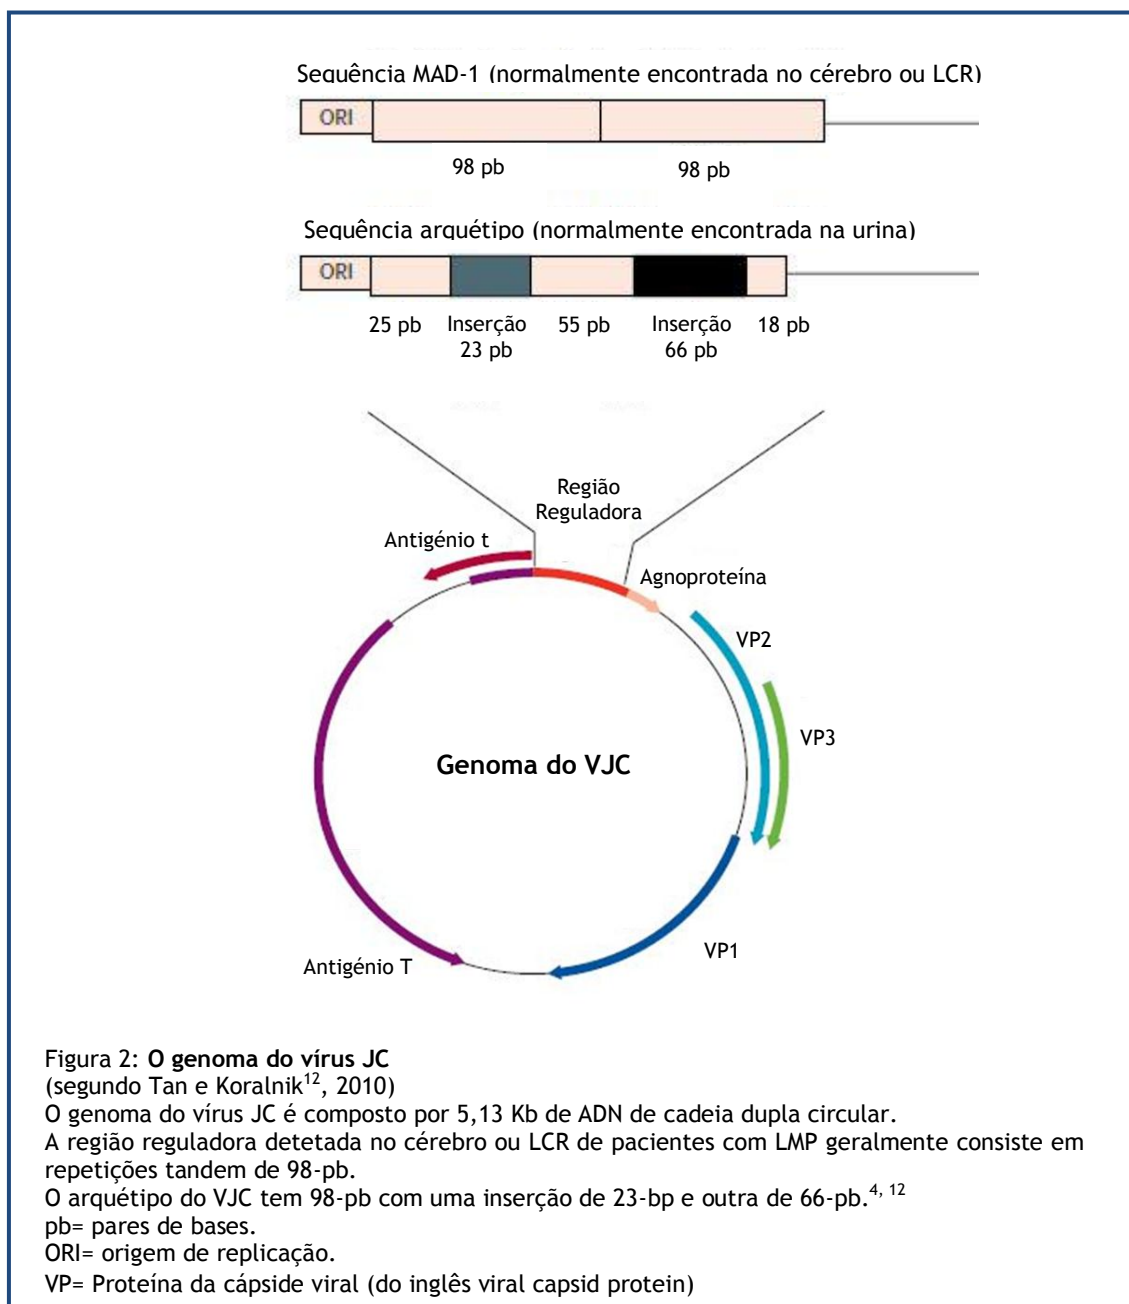 Sequência MAD-1 (normalmente encontrada no cérebro ou LCR)
ORI
98 pb 98 pb
Sequência arquétipo (normalmente encontrada na urina)
ORI
25 pb Inserção 55 pb Inserção 18 pb
23 pb 66 pb
Região
Reguladora
Antigénio t
Agnoproteína
VP2
VP3
Genoma do VJC
VP1
Antigénio T
Figura 2: O genoma do vírus JC
(segundo Tan e Koralnik12, 2010)
O genoma do vírus JC é composto por 5,13 Kb de ADN de cadeia dupla circular.
A região reguladora detetada no cérebro ou LCR de pacientes com LMP geralmente consiste em
repetições tandem de 98-pb.
O arquétipo do VJC tem 98-pb com uma inserção de 23-bp e outra de 66-pb.4, 12
pb= pares de bases.
ORI= origem de replicação.
VP= Proteína da cápside viral (do inglês viral capsid protein)